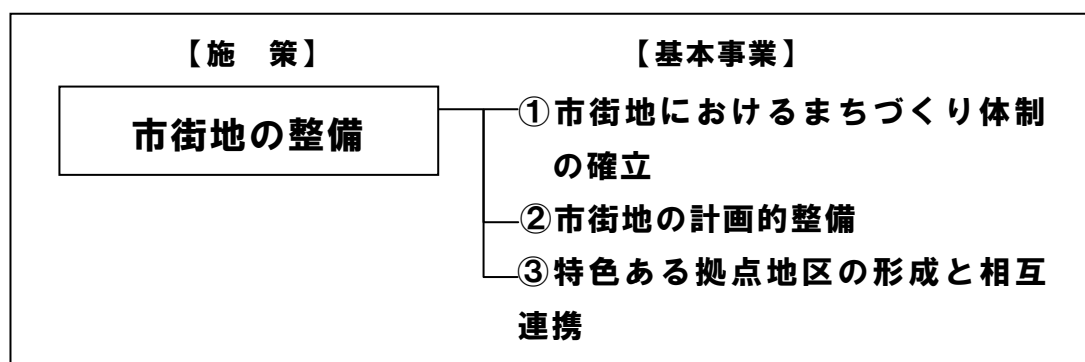 【施　策】
【基本事業】
市街地の整備
①市街地におけるまちづくり体制
の確立
②市街地の計画的整備
③特色ある拠点地区の形成と相互
連携